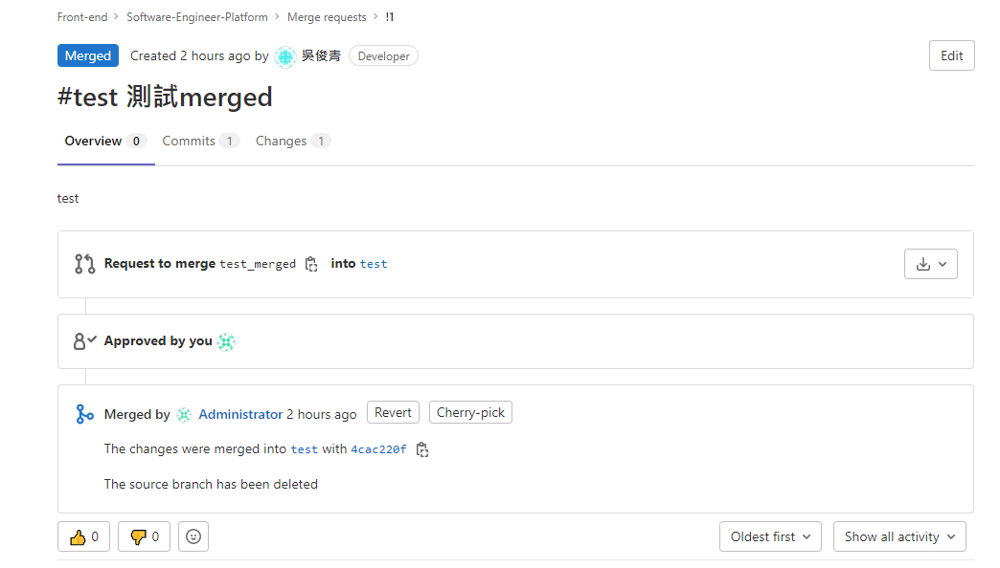 Front-end > Software-Engineer-Platform > Merge requests > !1
Merged Created 2 hours ago by 吳俊青 Developer Edit
#test 測試merged
Overview 0 Commits 1 Changes 1
test
Request to merge test_merged into test
Approved by you
Merged by Administrator 2 hours ago Revert Cherry-pick
The changes were merged into test with 4cac220f
The source branch has been deleted
0 0 Oldest first Show all activity